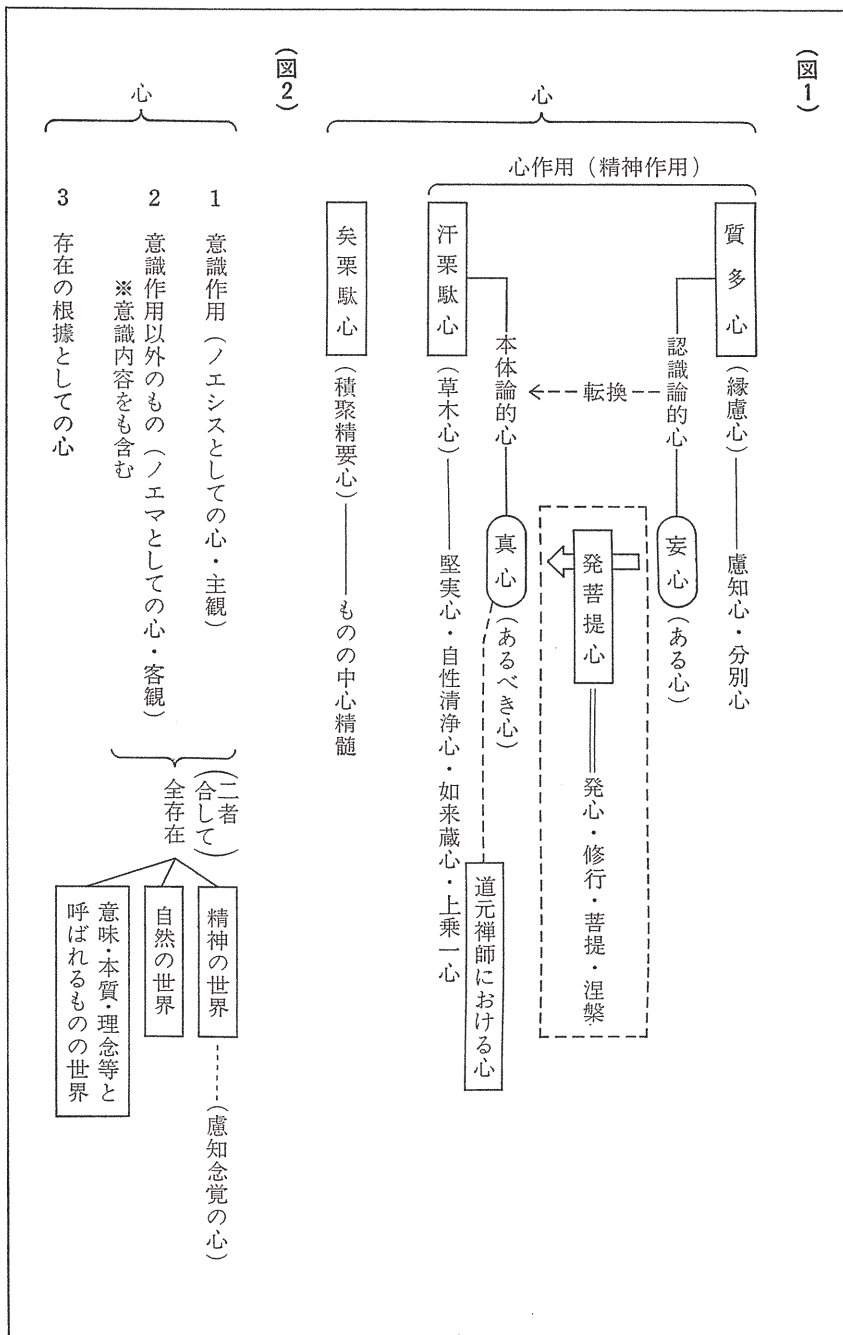 (図1)
心
心作用(精神作用)
質多心
(縁慮心)
慮知心・分別心
認識論的心
妄心
(ある心)
転換
発菩提心
発心・修行・菩提・涅槃
本体論的心
真心
(あるべき心)
道元禅師における心
汗栗駄心
(草木心)
堅実心・自性清浄心・如来蔵心・上乗一心
矣栗駄心
(積聚精要心)
ものの中心精髄
(図2)
心
1 意識作用(ノエシスとしての心・主観)
2 意識作用以外のもの(ノエマとしての心・客観)
※意識内容をも含む
3 存在の根據としての心
(二者合して)
全存在
精神の世界
(慮知念覚の心)
自然の世界
意味・本質・理念等と
呼ばれるものの世界